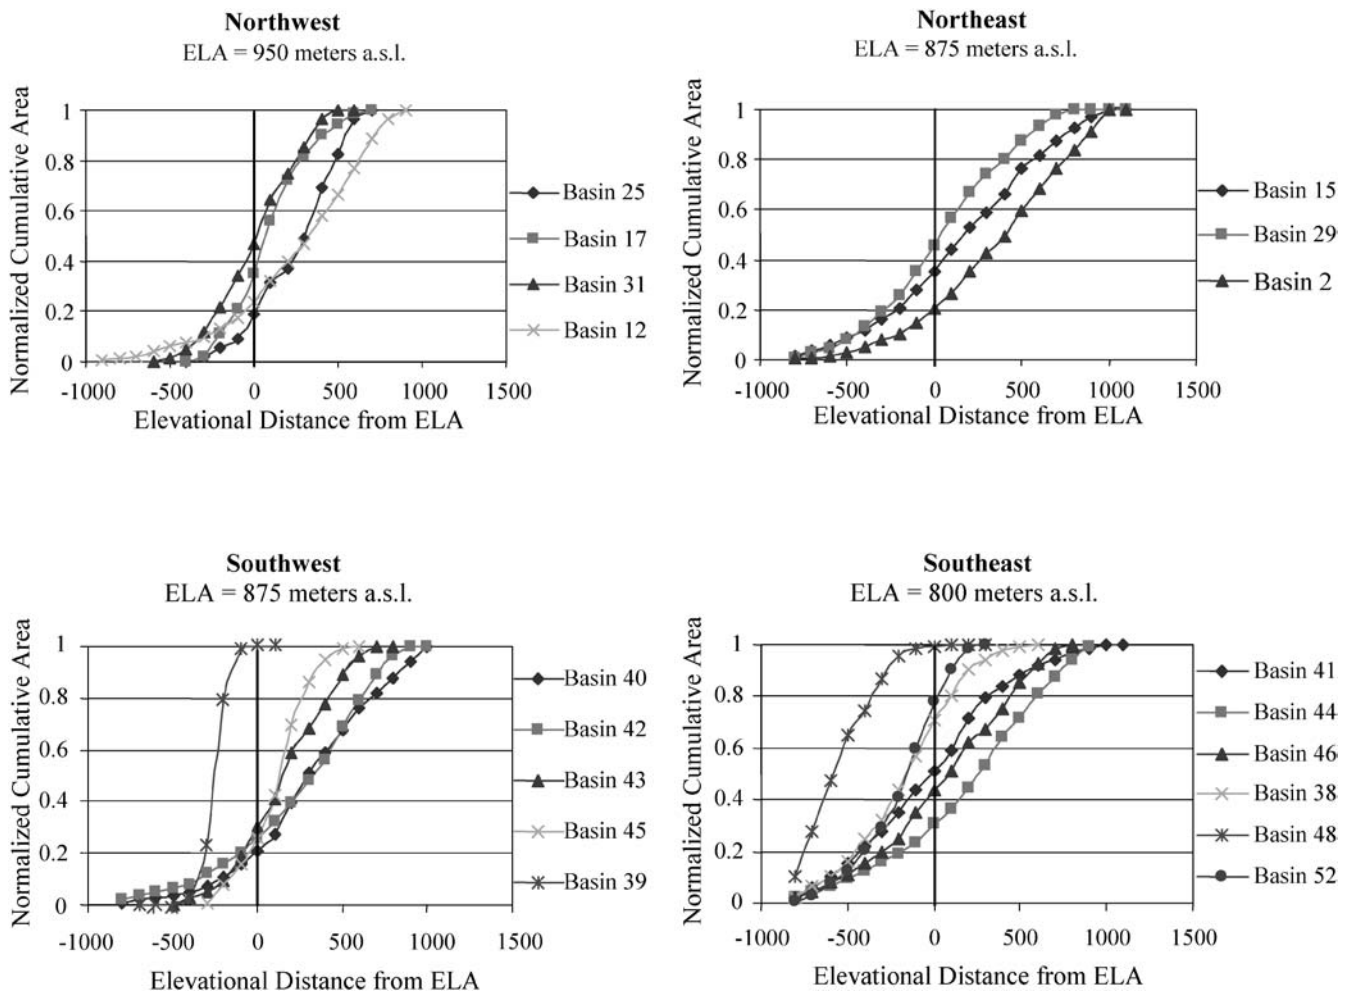 Northwest
ELA = 950 meters a.s.l.
Normalized Cumulative Area
1
0.8
0.6
0.4
0.2
0
-1000 -500 0 500 1000 1500
Elevational Distance from ELA
Basin 25
Basin 17
Basin 31
Basin 12
Northeast
ELA = 875 meters a.s.l.
Normalized Cumulative Area
1
0.8
0.6
0.4
0.2
0
-1000 -500 0 500 1000 1500
Elevational Distance from ELA
Basin 15
Basin 29
Basin 2
Southwest
ELA = 875 meters a.s.l.
Normalized Cumulative Area
1
0.8
0.6
0.4
0.2
0
-1000 -500 0 500 1000 1500
Elevational Distance from ELA
Basin 40
Basin 42
Basin 43
Basin 45
Basin 39
Southeast
ELA = 800 meters a.s.l.
Normalized Cumulative Area
1
0.8
0.6
0.4
0.2
0
-1000 -500 0 500 1000 1500
Elevational Distance from ELA
Basin 41
Basin 44
Basin 46
Basin 38
Basin 48
Basin 52